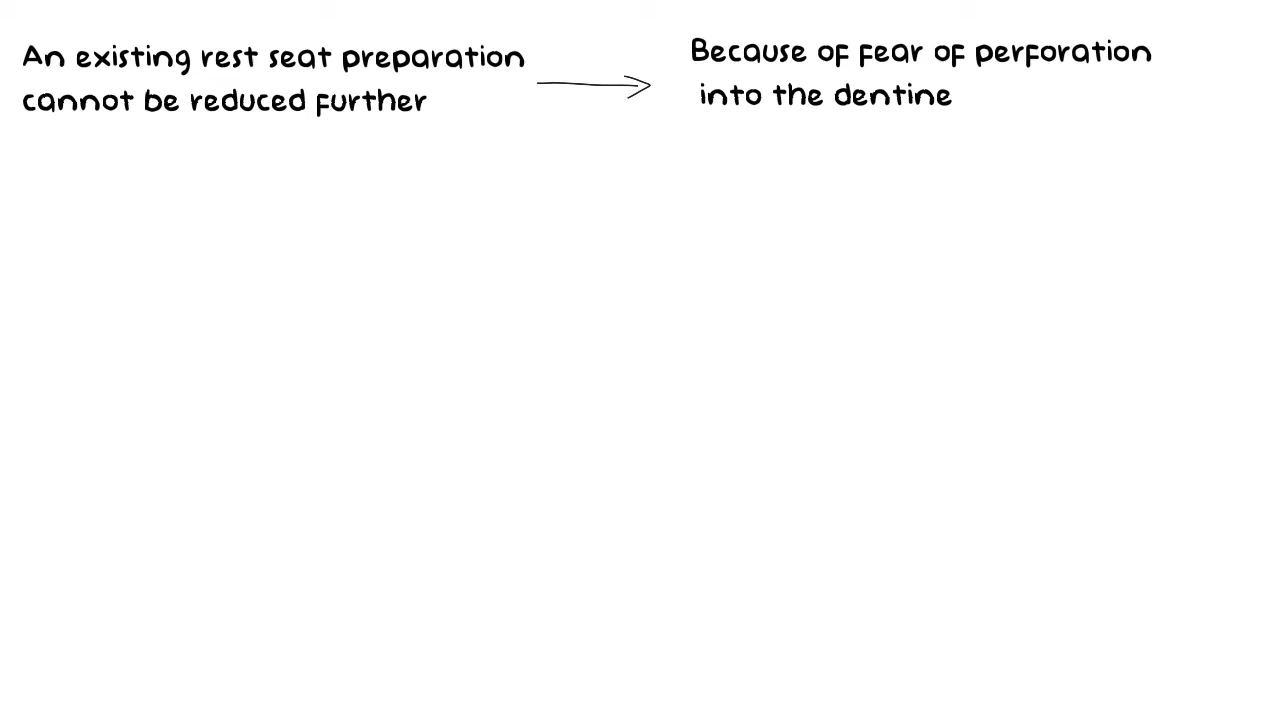 An existing rest seat preparation
cannot be reduced further
Because of fear of perforation
into the dentine